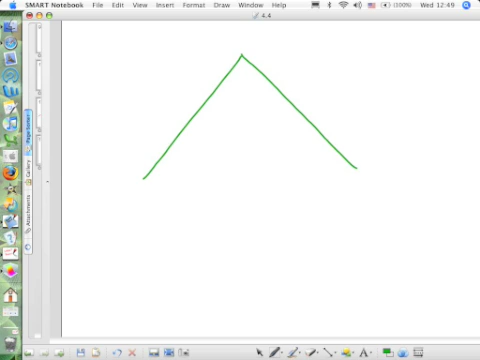 SMART Notebook File Edit View Insert Format Draw Window Help (100%) Wed 12:49
4.4
Page Sorter
Gallery
Attachments
A